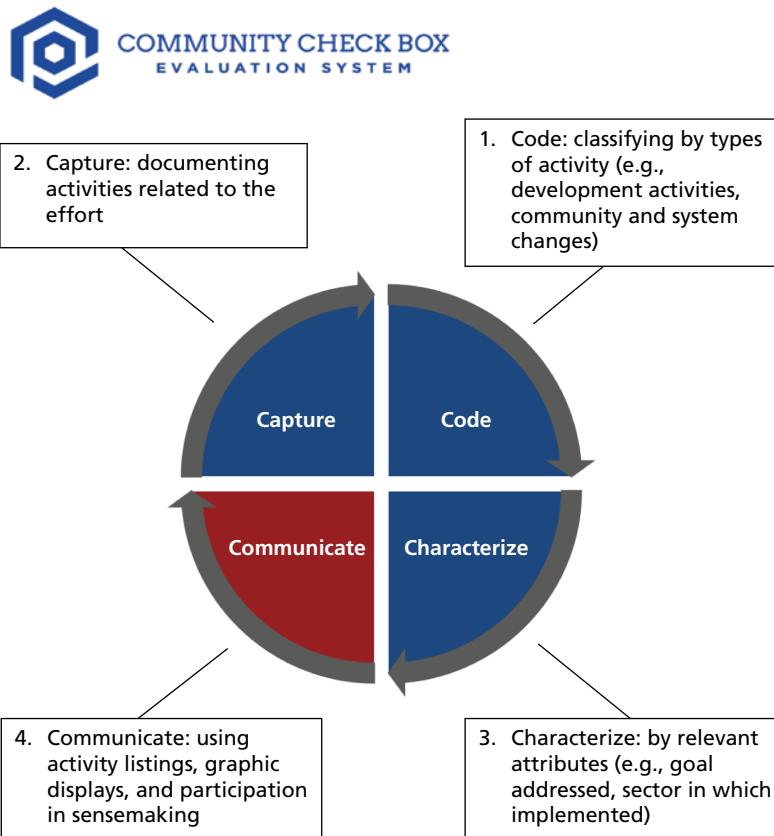 COMMUNITY CHECK BOX
EVALUATION SYSTEM
2. Capture: documenting
activities related to the
effort
1. Code: classifying by types
of activity (e.g.,
development activities,
community and system
changes)
Capture
Code
Communicate
Characterize
4. Communicate: using
activity listings, graphic
displays, and participation
in sensemaking
3. Characterize: by relevant
attributes (e.g., goal
addressed, sector in which
implemented)